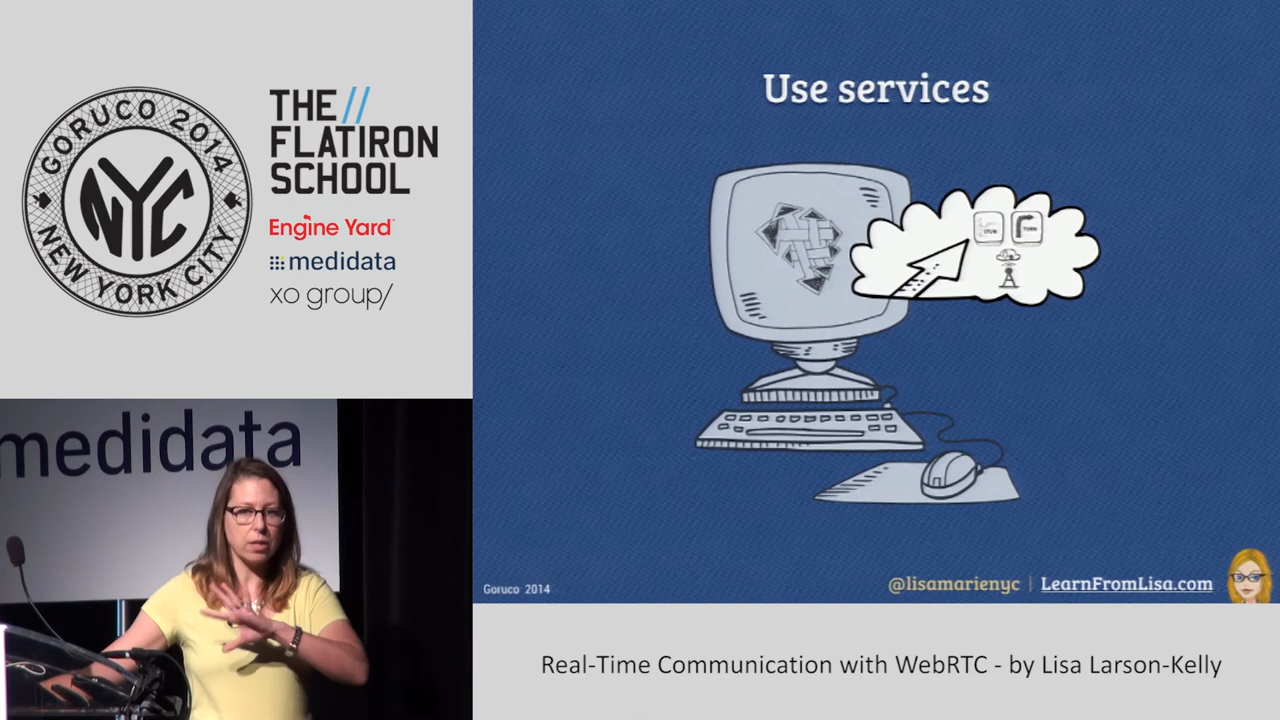 GORUCO 2014
NYC
NEW YORK CITY
THE //
FLATIRON
SCHOOL
Engine Yard
medidata
xo group/
Use services
STUN
TURN
Goruco 2014
@lisamarienyc | LearnFromLisa.com
medidata
Real-Time Communication with WebRTC - by Lisa Larson-Kelly